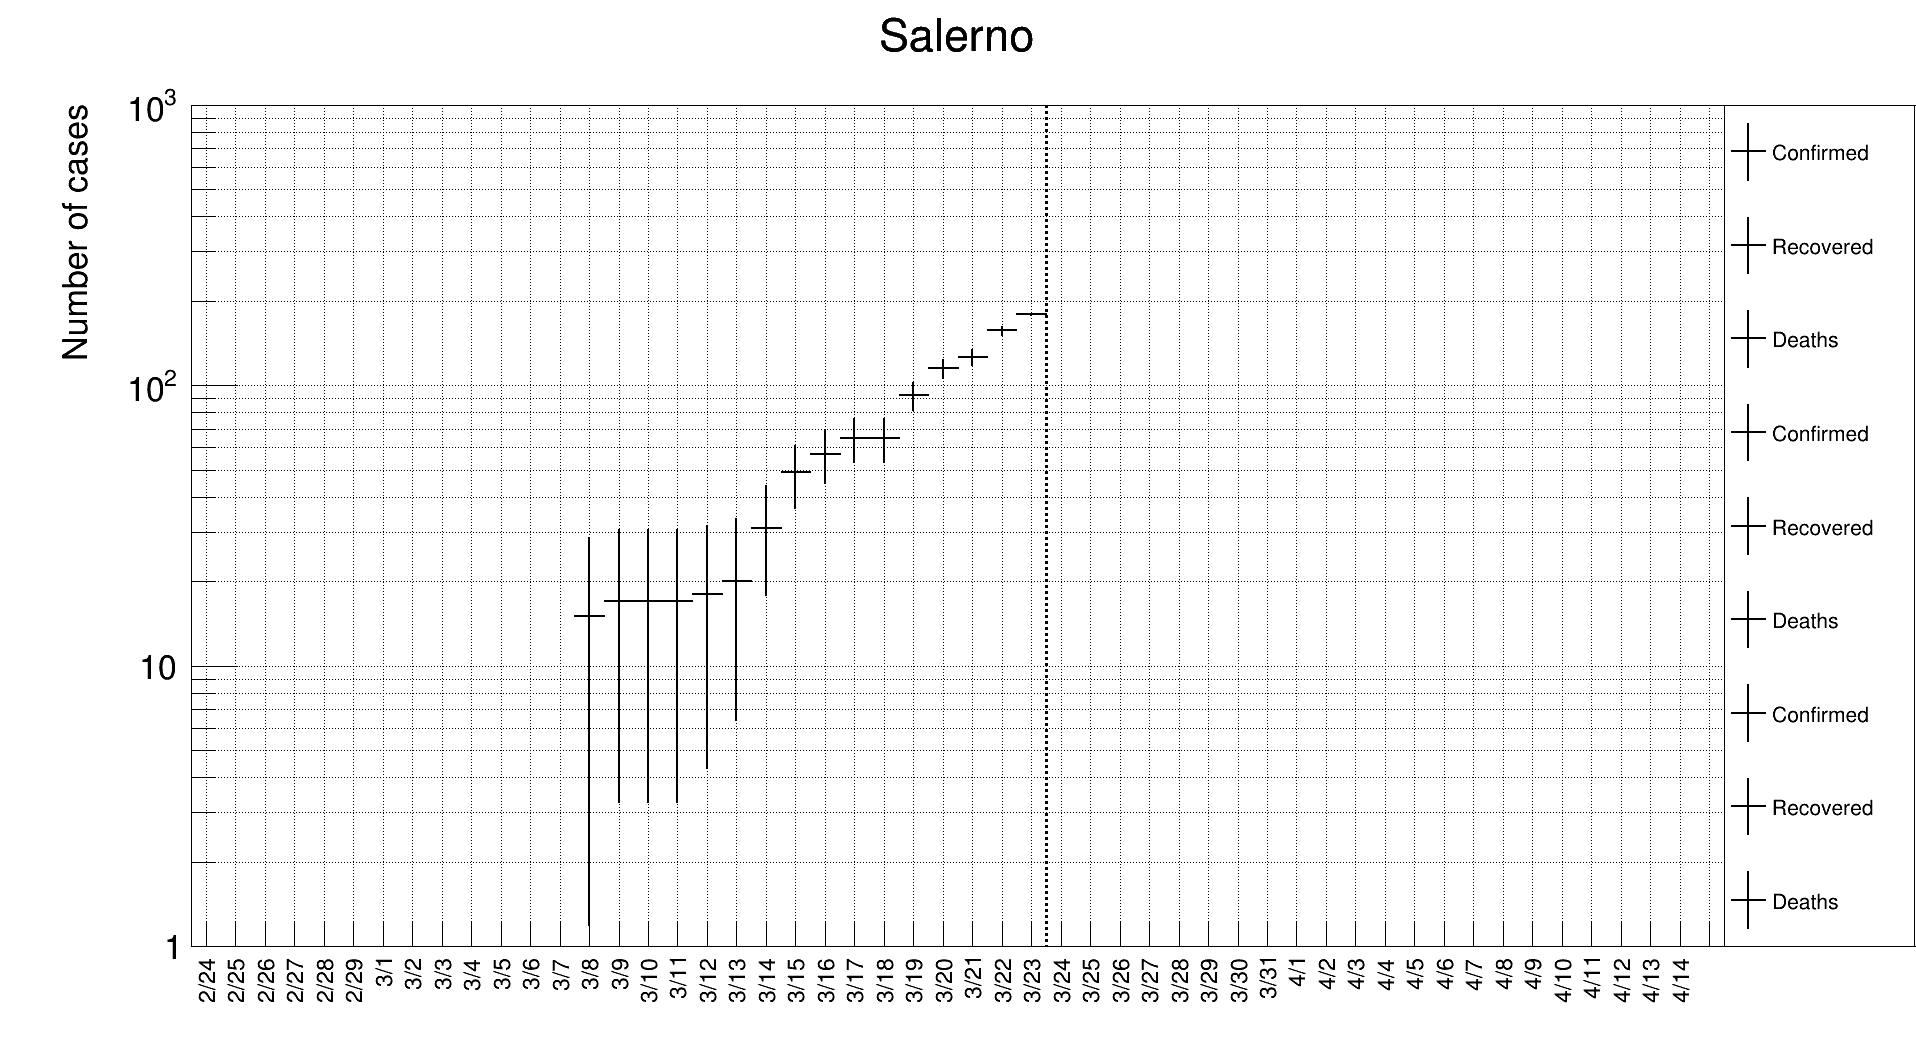 Salerno
Number of cases
10³
10²
10
1
2/24 2/25 2/26 2/27 2/28 2/29 3/1 3/2 3/3 3/4 3/5 3/6 3/7 3/8 3/9 3/10 3/11 3/12 3/13 3/14 3/15 3/16 3/17 3/18 3/19 3/20 3/21 3/22 3/23 3/24 3/25 3/26 3/27 3/28 3/29 3/30 3/31 4/1 4/2 4/3 4/4 4/5 4/6 4/7 4/8 4/9 4/10 4/11 4/12 4/13 4/14
Confirmed
Recovered
Deaths
Confirmed
Recovered
Deaths
Confirmed
Recovered
Deaths